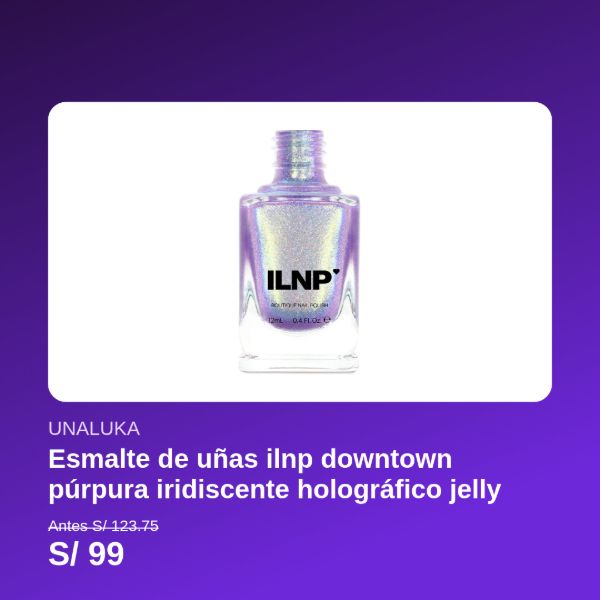 ILNP
BOUTIQUE NAIL POLISH
12mL 0.4 Fl. Oz. ℮
UNALUKA
Esmalte de uñas ilnp downtown
púrpura iridiscente holográfico jelly
Antes S/ 123.75
S/ 99